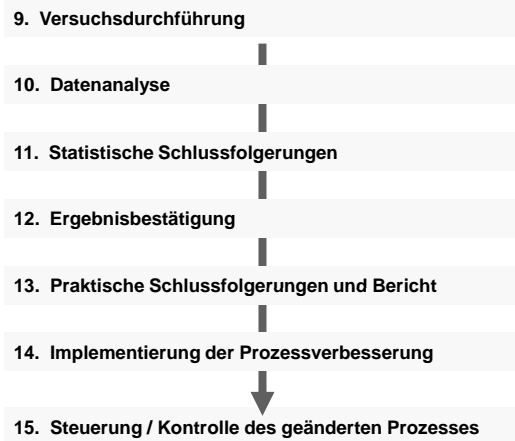 9. Versuchsdurchführung
10. Datenanalyse
11. Statistische Schlussfolgerungen
12. Ergebnisbestätigung
13. Praktische Schlussfolgerungen und Bericht
14. Implementierung der Prozessverbesserung
15. Steuerung / Kontrolle des geänderten Prozesses